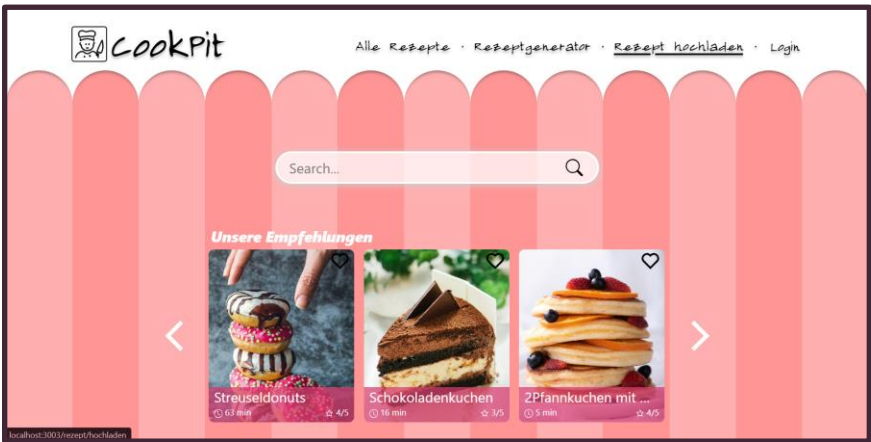 CookPit
Alle Rezepte · Rezeptgenerator · Rezept hochladen · Login
Search...
Unsere Empfehlungen
Streuseldonuts
63 min 4/5
Schokoladenkuchen
16 min 3/5
2Pfannkuchen mit ...
5 min 4/5
localhost:3003/rezept/hochladen